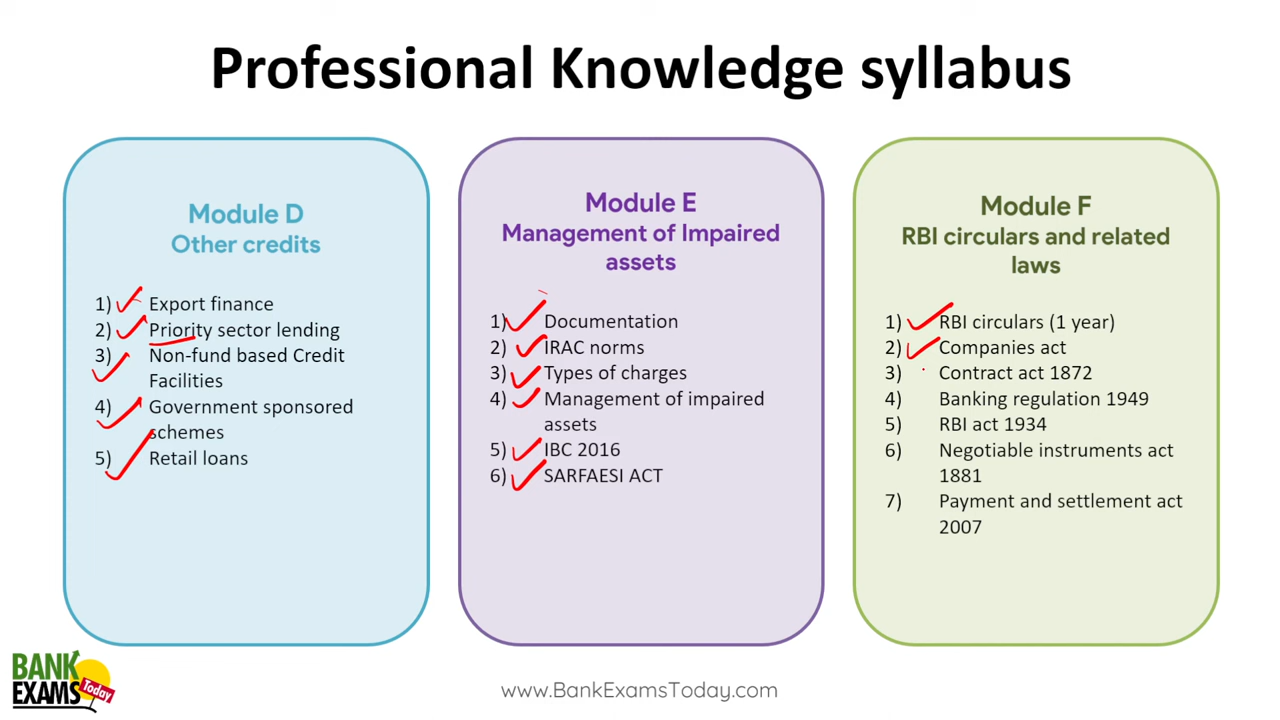 Professional Knowledge syllabus
Module D
Other credits
1) Export finance
2) Priority sector lending
3) Non-fund based Credit
Facilities
4) Government sponsored
schemes
5) Retail loans
Module E
Management of Impaired
assets
1) Documentation
2) IRAC norms
3) Types of charges
4) Management of impaired
assets
5) IBC 2016
6) SARFAESI ACT
Module F
RBI circulars and related
laws
1) RBI circulars (1 year)
2) Companies act
3) Contract act 1872
4) Banking regulation 1949
5) RBI act 1934
6) Negotiable instruments act
1881
7) Payment and settlement act
2007
BANK
EXAMS
Today
www.BankExamsToday.com